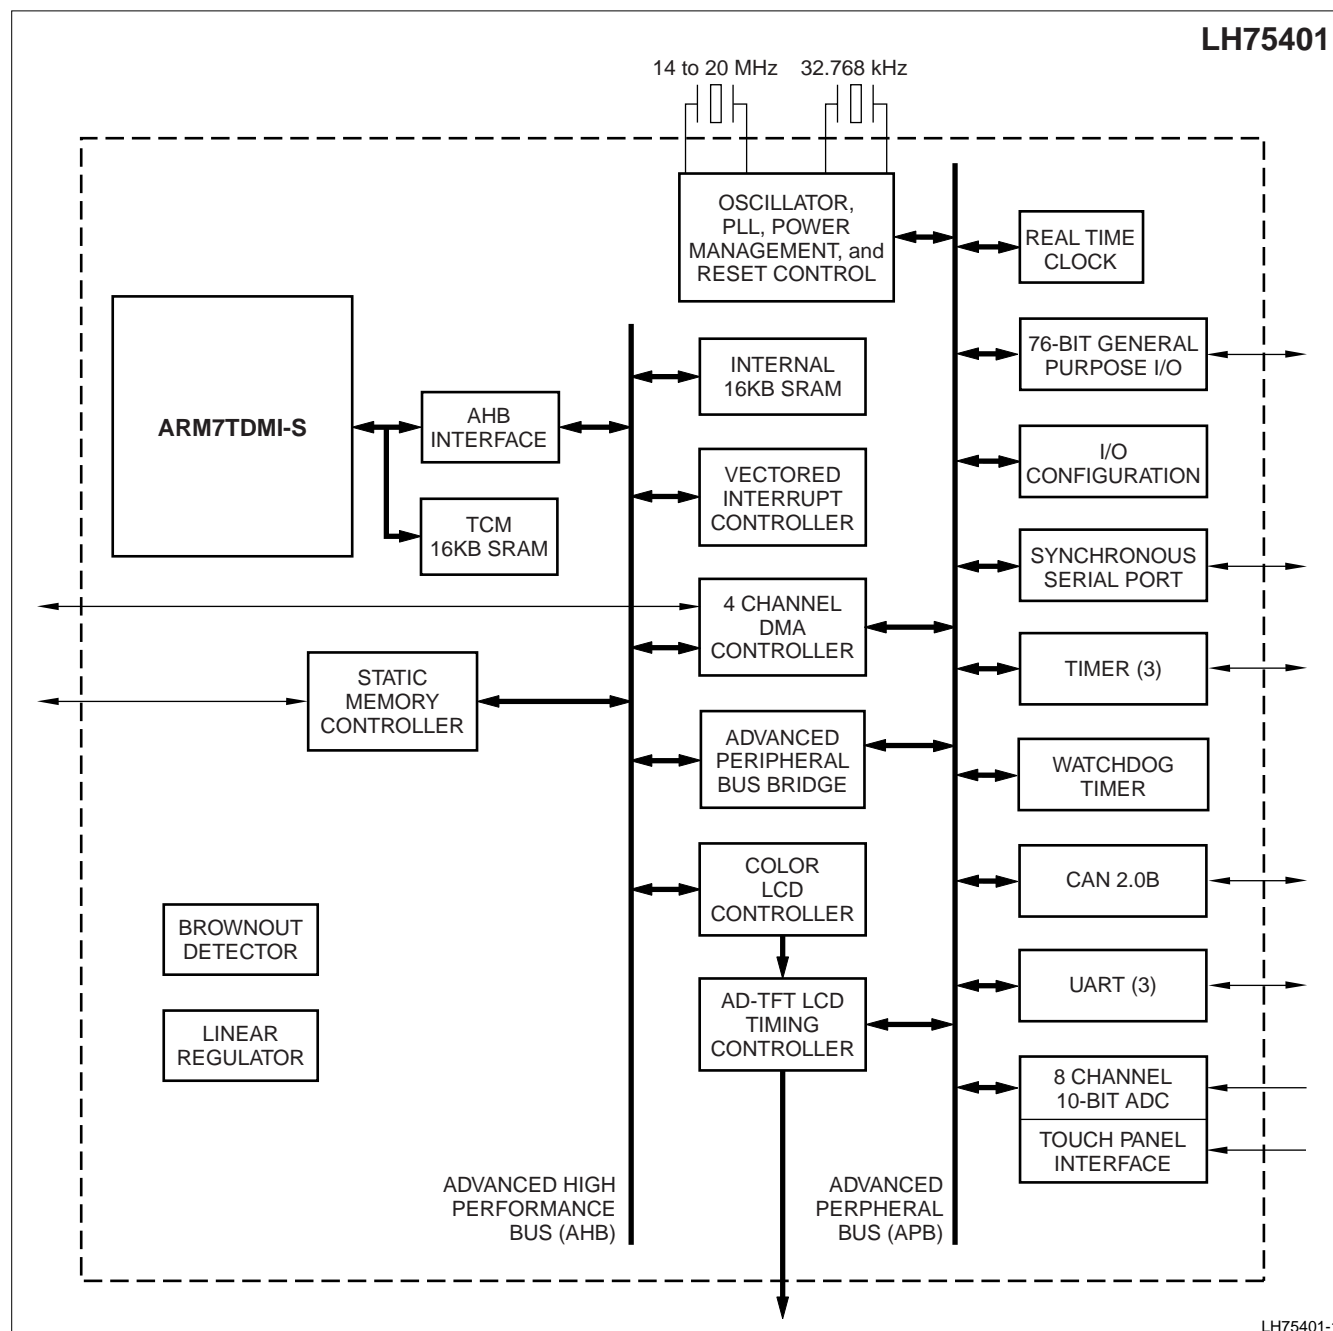 LH75401
14 to 20 MHz
32.768 kHz
OSCILLATOR,
PLL, POWER
MANAGEMENT, and
RESET CONTROL
REAL TIME
CLOCK
76-BIT GENERAL
PURPOSE I/O
INTERNAL
16KB SRAM
ARM7TDMI-S
AHB
INTERFACE
I/O
CONFIGURATION
VECTORED
INTERRUPT
CONTROLLER
TCM
16KB SRAM
SYNCHRONOUS
SERIAL PORT
4 CHANNEL
DMA
CONTROLLER
TIMER (3)
STATIC
MEMORY
CONTROLLER
ADVANCED
PERIPHERAL
BUS BRIDGE
WATCHDOG
TIMER
COLOR
LCD
CONTROLLER
CAN 2.0B
BROWNOUT
DETECTOR
AD-TFT LCD
TIMING
CONTROLLER
UART (3)
LINEAR
REGULATOR
8 CHANNEL
10-BIT ADC
TOUCH PANEL
INTERFACE
ADVANCED HIGH
PERFORMANCE
BUS (AHB)
ADVANCED
PERPHERAL
BUS (APB)